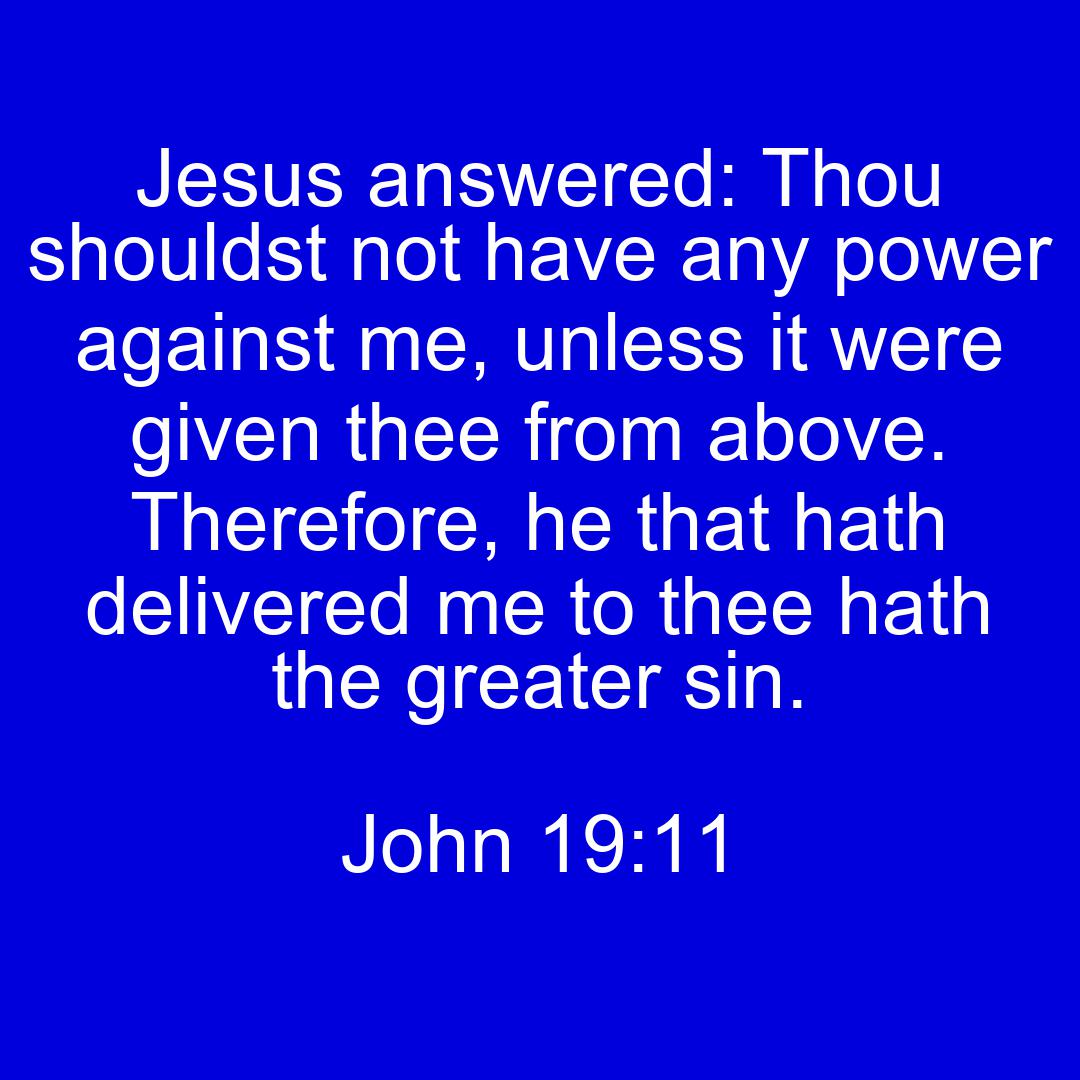 Jesus answered: Thou
shouldst not have any power
against me, unless it were
given thee from above.
Therefore, he that hath
delivered me to thee hath
the greater sin.
John 19:11